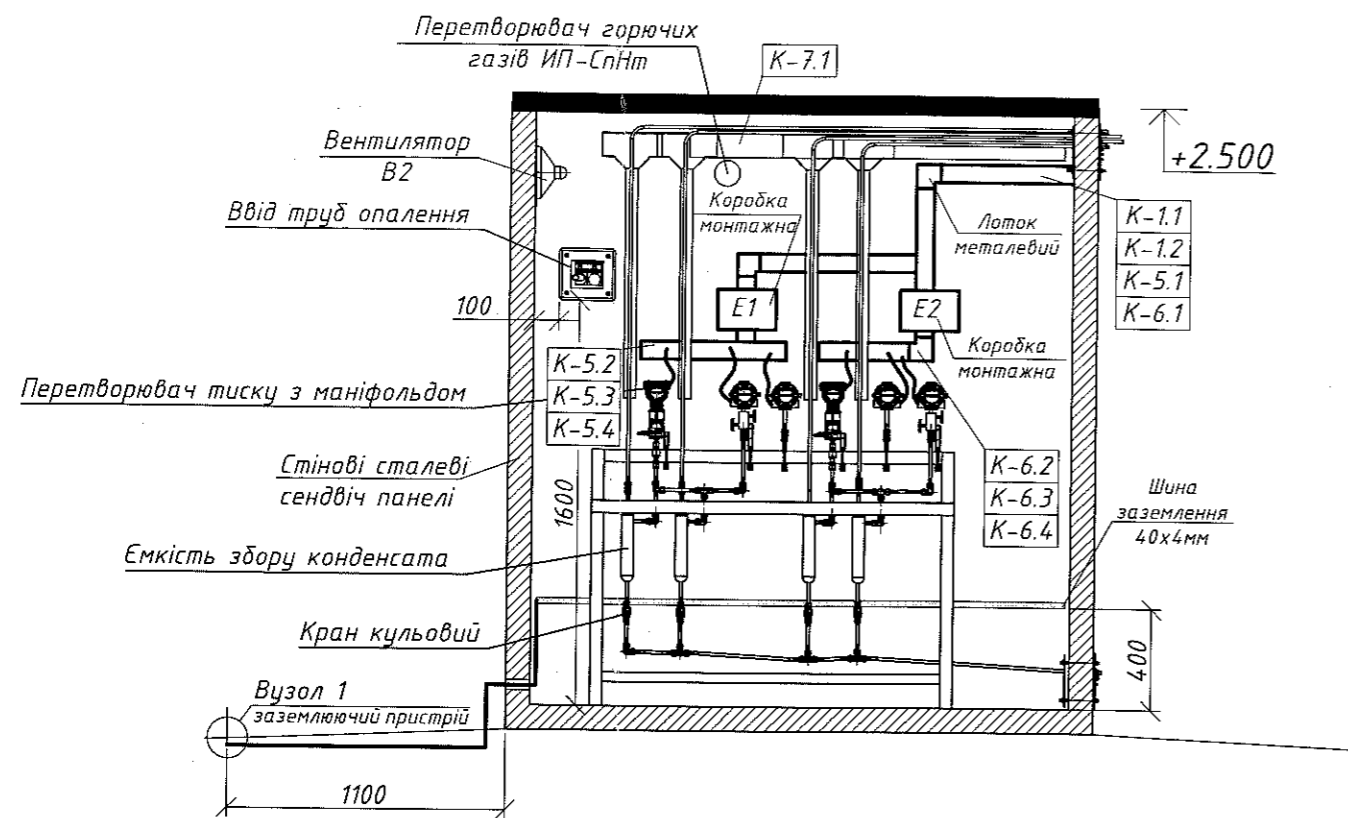 Перетворювач горючих
газів ИП-СпНт
К-7.1
+2.500
Вентилятор
В2
Ввід труб опалення
Коробка
монтажна
Лоток
металевий
К-1.1
К-1.2
К-5.1
К-6.1
100
Е1
Е2
Коробка
монтажна
К-5.2
К-5.3
К-5.4
Перетворювач тиску з маніфольдом
Стінові сталеві
сендвіч панелі
1600
К-6.2
К-6.3
К-6.4
Шина
заземлення
40х4мм
Ємкість збору конденсата
Кран кульовий
400
Вузол 1
заземлюючий пристрій
1100